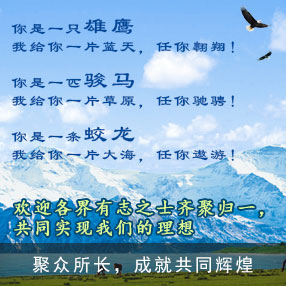 你是一只雄鹰
我给你一片蓝天，任你翱翔！
你是一匹骏马
我给你一片草原，任你驰骋！
你是一条蛟龙
我给你一片大海，任你遨游！
欢迎各界有志之士齐聚归一，
共同实现我们的理想
聚众所长，成就共同辉煌